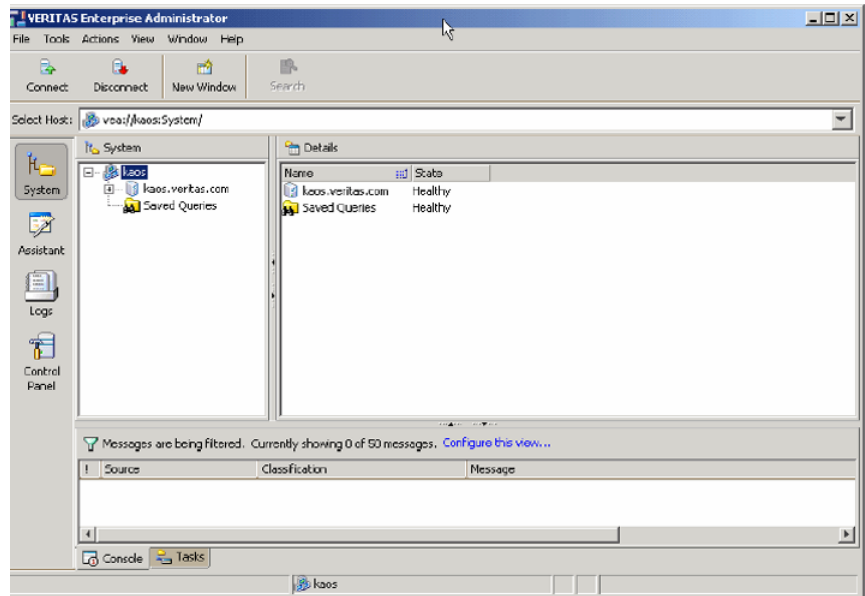 VERITAS Enterprise Administrator
File Tools Actions View Window Help
Connect Disconnect New Window Search
Select Host: vea://kaos:System/
System
Assistant
Logs
Control Panel
System
kaos
kaos.veritas.com
Saved Queries
Details
Name State
kaos.veritas.com Healthy
Saved Queries Healthy
Messages are being filtered. Currently showing 0 of 50 messages. Configure this view...
! Source Classification Message
Console Tasks
kaos